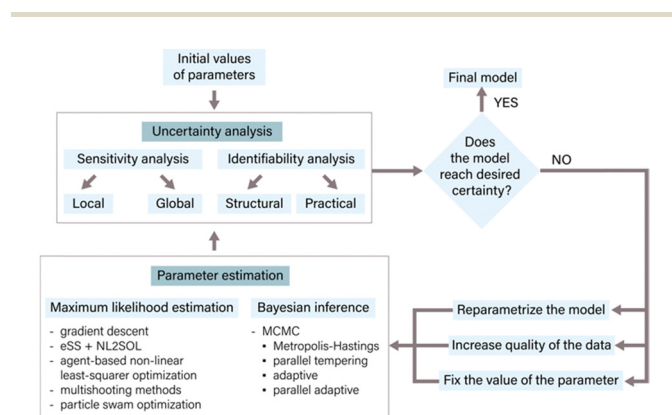 Initial values
of parameters
Final model
YES
Uncertainty analysis
Sensitivity analysis
Identifiability analysis
Local
Global
Structural
Practical
Does
the model
reach desired
certainty?
NO
Parameter estimation
Maximum likelihood estimation
- gradient descent
- eSS + NL2SOL
- agent-based non-linear
least-squarer optimization
- multishooting methods
- particle swam optimization
Bayesian inference
- MCMC
▪ Metropolis-Hastings
▪ parallel tempering
▪ adaptive
▪ parallel adaptive
Reparametrize the model
Increase quality of the data
Fix the value of the parameter